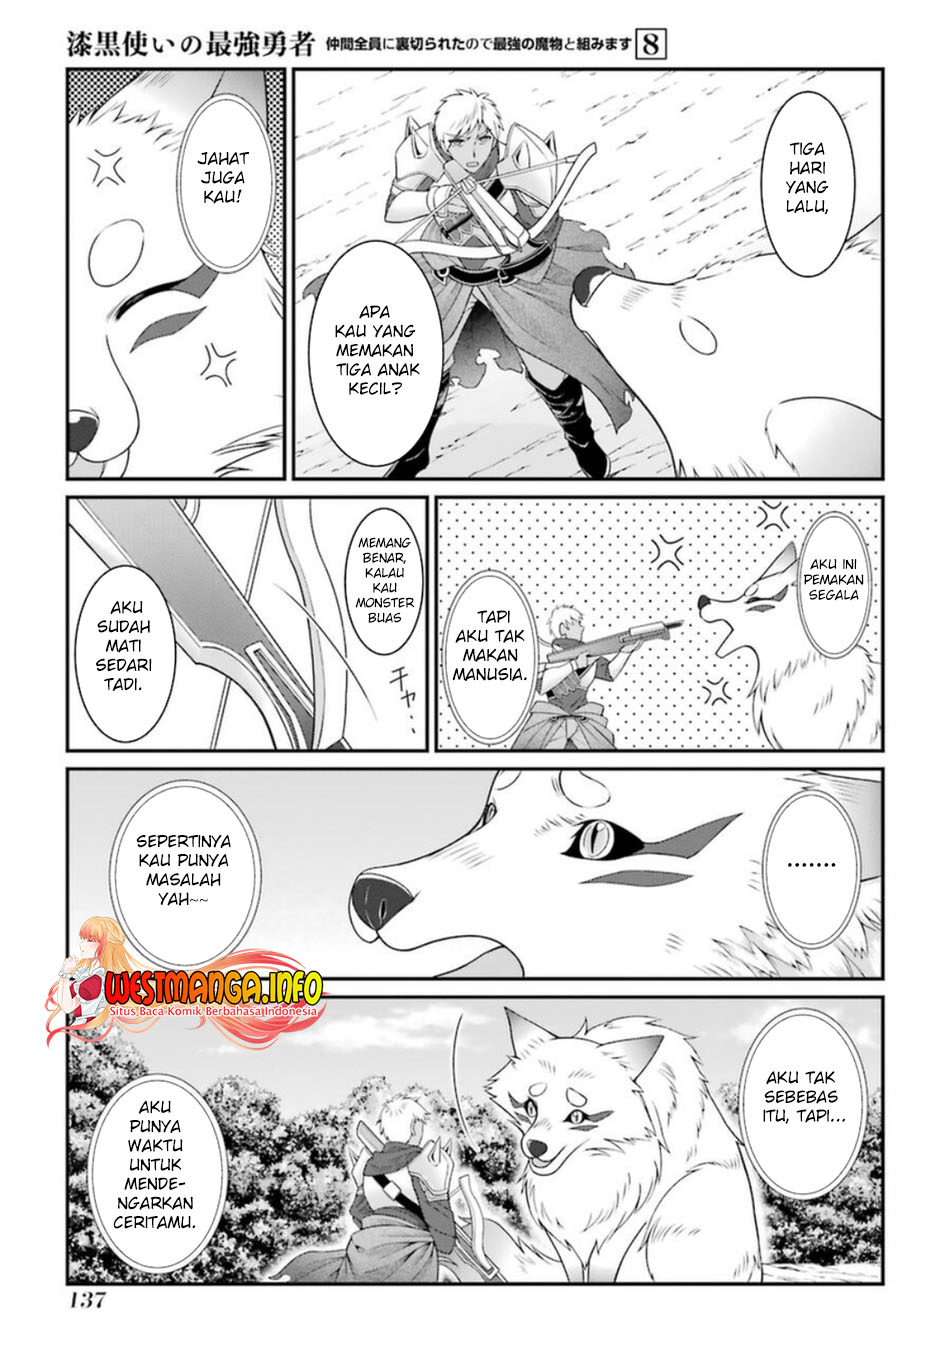 漆黒使いの最強勇者 仲間全員に裏切られたので最強の魔物と組みます 8
TIGA
HARI
YANG
LALU,
APA
KAU YANG
MEMAKAN
TIGA ANAK
KECIL?
JAHAT
JUGA
KAU!
AKU INI
PEMAKAN
SEGALA
TAPI
AKU TAK
MAKAN
MANUSIA.
MEMANG
BENAR,
KALAU
KAU
MONSTER
BUAS
チャ…
AKU
SUDAH
MATI
SEDARI
TADI.
.......
SEPERTINYA
KAU PUNYA
MASALAH
YAH~~
WESTMANGA.INFO
Situs Baca Komik Berbahasa Indonesia
AKU TAK
SEBEBAS
ITU, TAPI...
AKU
PUNYA
WAKTU
UNTUK
MENDE-
NGARKAN
CERITAMU.
137